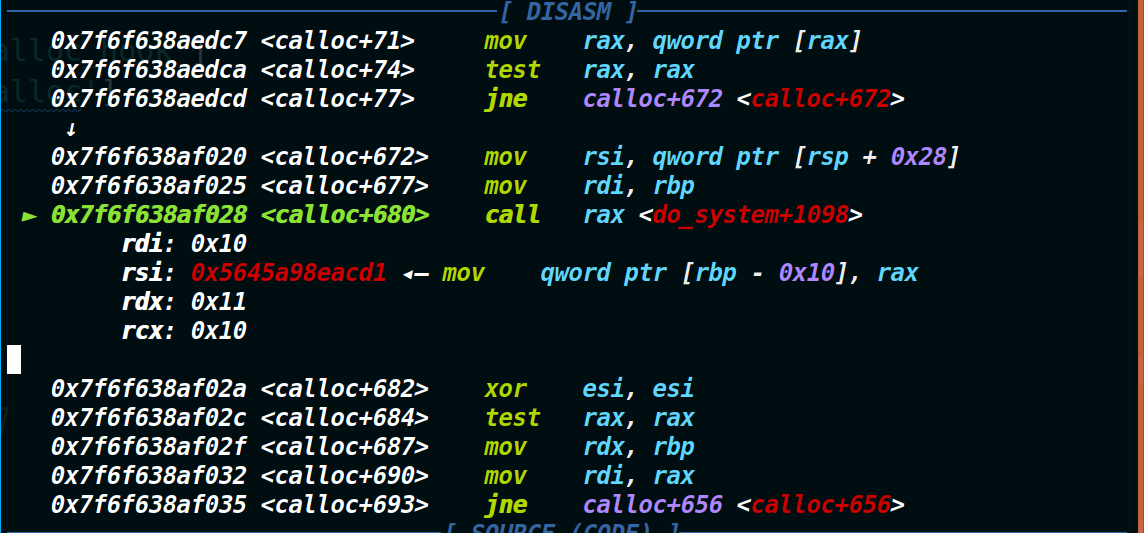 [ DISASM ]
0x7f6f638aedc7 <calloc+71> mov rax, qword ptr [rax]
0x7f6f638aedca <calloc+74> test rax, rax
0x7f6f638aedcd <calloc+77> jne calloc+672 <calloc+672>
↓
0x7f6f638af020 <calloc+672> mov rsi, qword ptr [rsp + 0x28]
0x7f6f638af025 <calloc+677> mov rdi, rbp
► 0x7f6f638af028 <calloc+680> call rax <do_system+1098>
rdi: 0x10
rsi: 0x5645a98eacd1 ◂— mov qword ptr [rbp - 0x10], rax
rdx: 0x11
rcx: 0x10
0x7f6f638af02a <calloc+682> xor esi, esi
0x7f6f638af02c <calloc+684> test rax, rax
0x7f6f638af02f <calloc+687> mov rdx, rbp
0x7f6f638af032 <calloc+690> mov rdi, rax
0x7f6f638af035 <calloc+693> jne calloc+656 <calloc+656>
[ SOURCE (CODE) ]